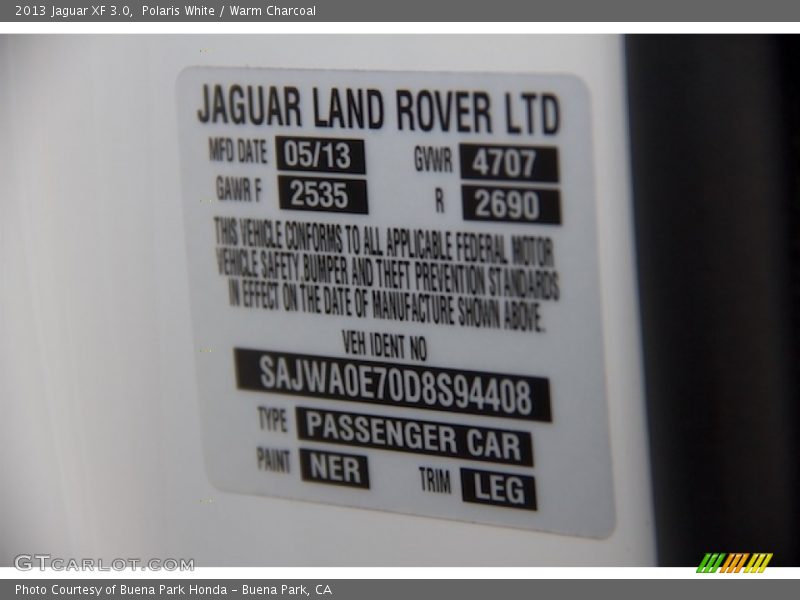 2013 Jaguar XF 3.0, Polaris White / Warm Charcoal
JAGUAR LAND ROVER LTD
MFD DATE 05/13 GVWR 4707
GAWR F 2535 R 2690
THIS VEHICLE CONFORMS TO ALL APPLICABLE FEDERAL MOTOR
VEHICLE SAFETY,BUMPER AND THEFT PREVENTION STANDARDS
IN EFFECT ON THE DATE OF MANUFACTURE SHOWN ABOVE.
VEH IDENT NO
SAJWA0E70D8S94408
TYPE PASSENGER CAR
PAINT NER TRIM LEG
GTCARLOT.COM
Photo Courtesy of Buena Park Honda - Buena Park, CA